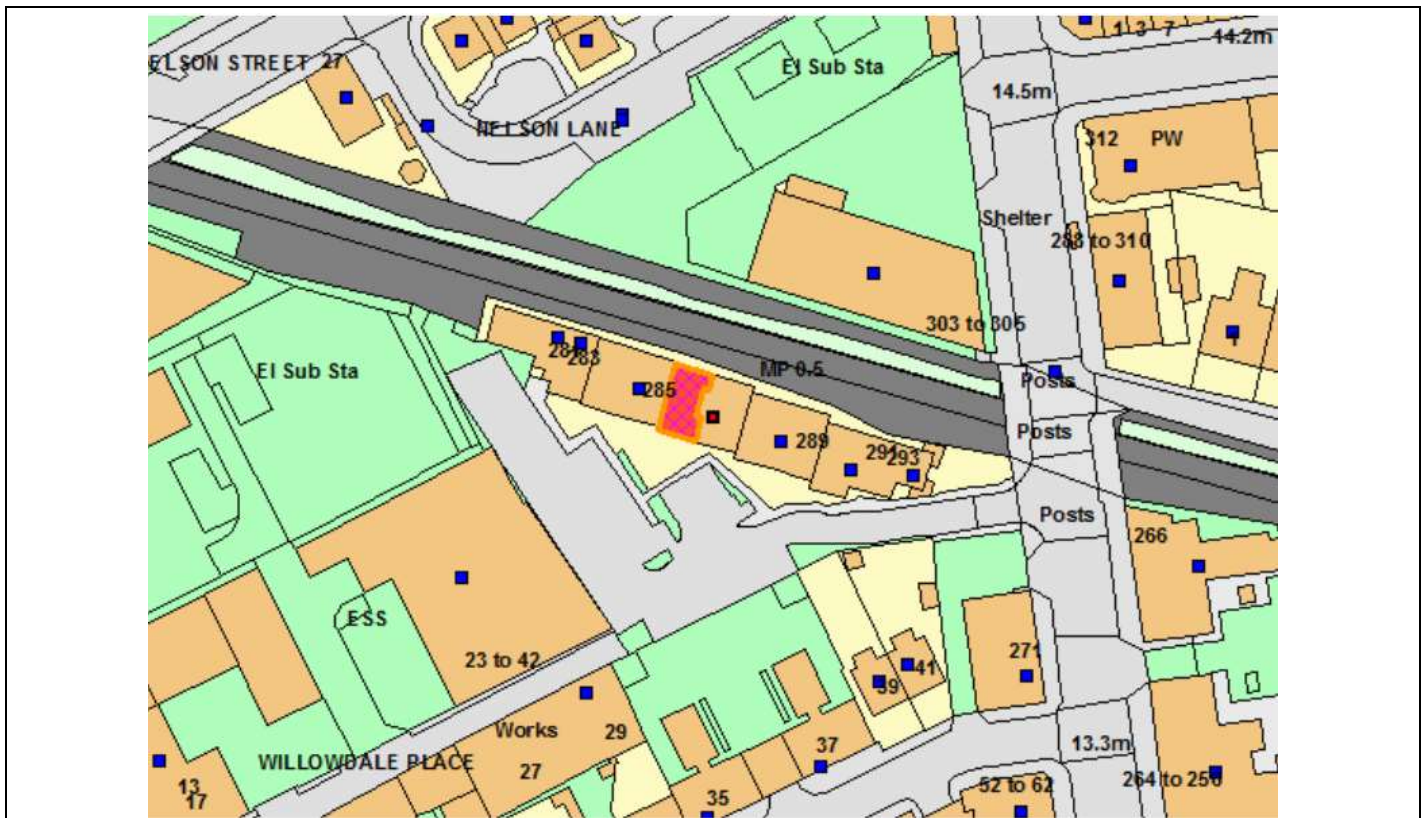 1 3 7
14.2m
ELSON STREET 27
El Sub Sta
14.5m
NELSON LANE
312 PW
Shelter
288 to 310
303 to 305
281
283
MP 0.5
1
El Sub Sta
285
Posts
Posts
289
291
293
Posts
266
ESS
23 to 42
271
41
39
Works
29
37
13.3m
WILLOWDALE PLACE
27
13
17
35
52 to 62
264 to 256